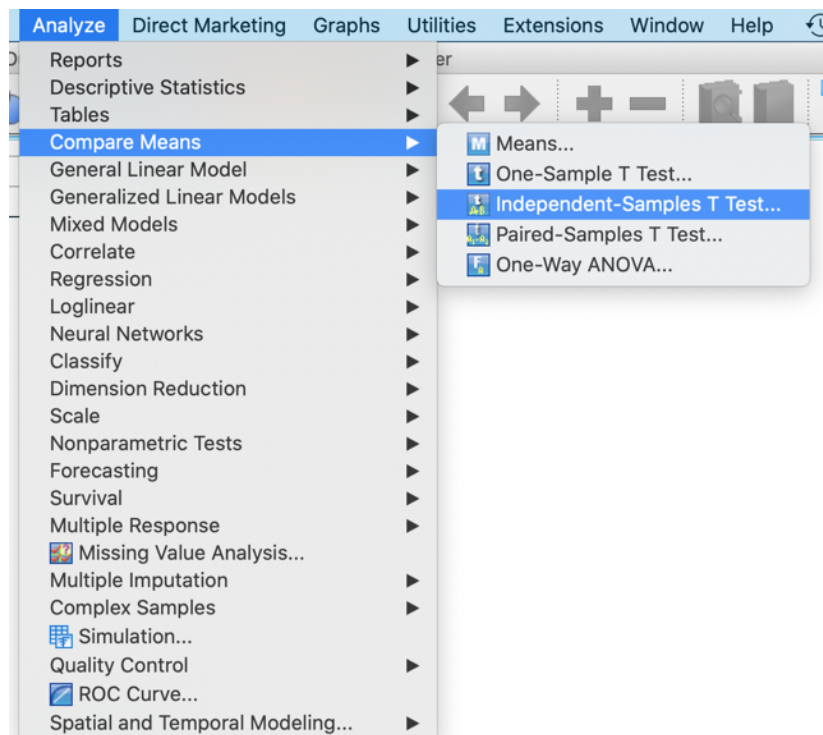 Analyze Direct Marketing Graphs Utilities Extensions Window Help
er
Reports
Descriptive Statistics
Tables
Compare Means
General Linear Model
Generalized Linear Models
Mixed Models
Correlate
Regression
Loglinear
Neural Networks
Classify
Dimension Reduction
Scale
Nonparametric Tests
Forecasting
Survival
Multiple Response
Missing Value Analysis...
Multiple Imputation
Complex Samples
Simulation...
Quality Control
ROC Curve...
Spatial and Temporal Modeling...
Means...
One-Sample T Test...
Independent-Samples T Test...
Paired-Samples T Test...
One-Way ANOVA...